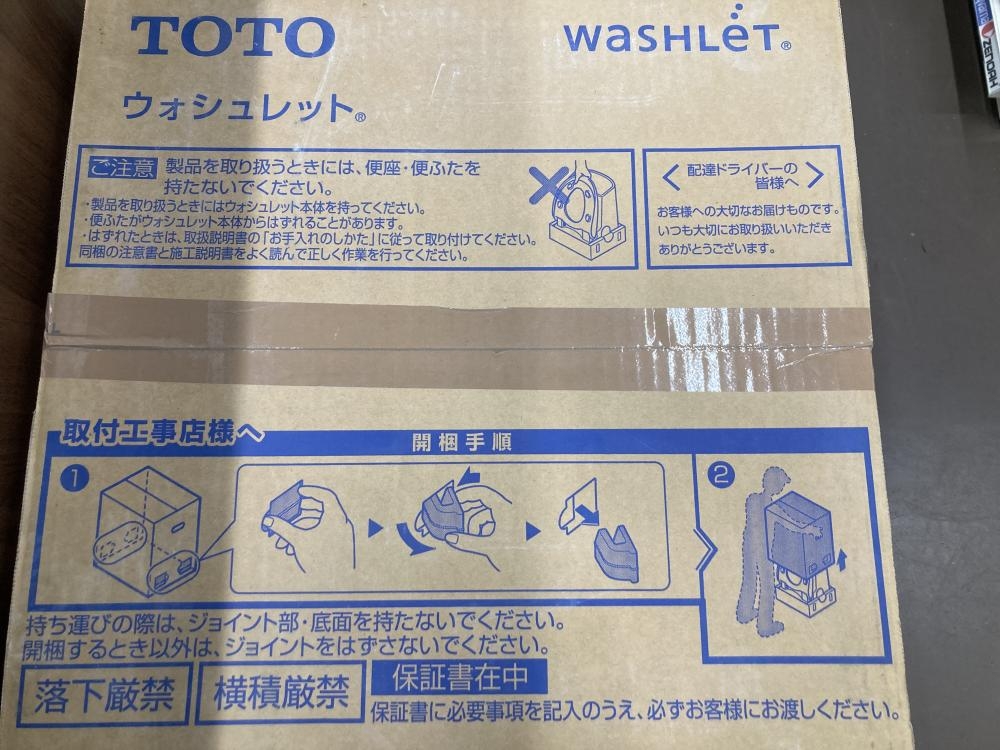 TOTO
WASHLET®
ウォシュレット®
ご注意 製品を取り扱うときには、便座・便ふたを
持たないでください。
・製品を取り扱うときにはウォシュレット本体を持ってください。
・便ふたがウォシュレット本体からはずれることがあります。
・はずれたときは、取扱説明書の「お手入れのしかた」に従って取り付けてください。
同梱の注意書と施工説明書をよく読んで正しく作業を行ってください。
配達ドライバーの
皆様へ
お客様への大切なお届けものです。
いつも大切にお取り扱いいただき
ありがとうございます。
取付工事店様へ
開梱手順
1
2
持ち運びの際は、ジョイント部・底面を持たないでください。
開梱するとき以外は、ジョイントをはずさないでください。
落下厳禁
横積厳禁
保証書在中
保証書に必要事項を記入のうえ、必ずお客様にお渡しください。
ZENOAH